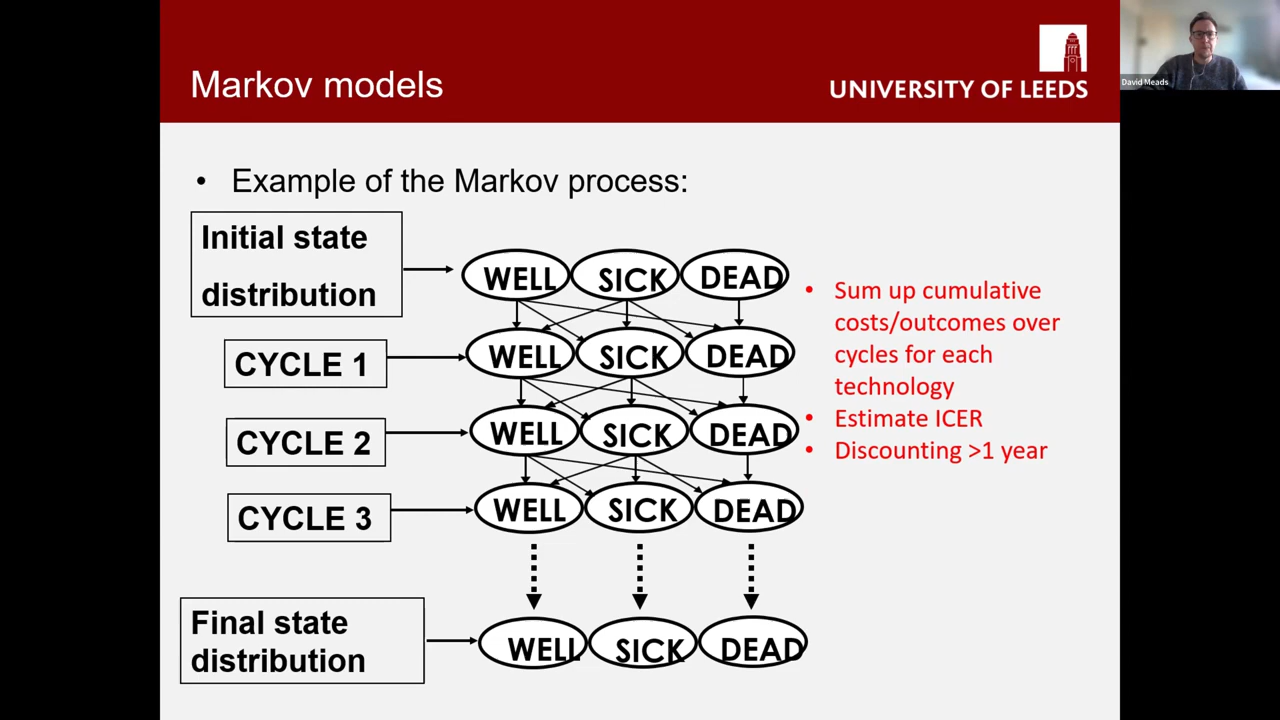 Markov models
UNIVERSITY OF LEEDS
David Meads
• Example of the Markov process:
Initial state
distribution
WELL SICK DEAD
CYCLE 1
WELL SICK DEAD
CYCLE 2
WELL SICK DEAD
CYCLE 3
WELL SICK DEAD
Final state
distribution
WELL SICK DEAD
• Sum up cumulative
costs/outcomes over
cycles for each
technology
• Estimate ICER
• Discounting >1 year